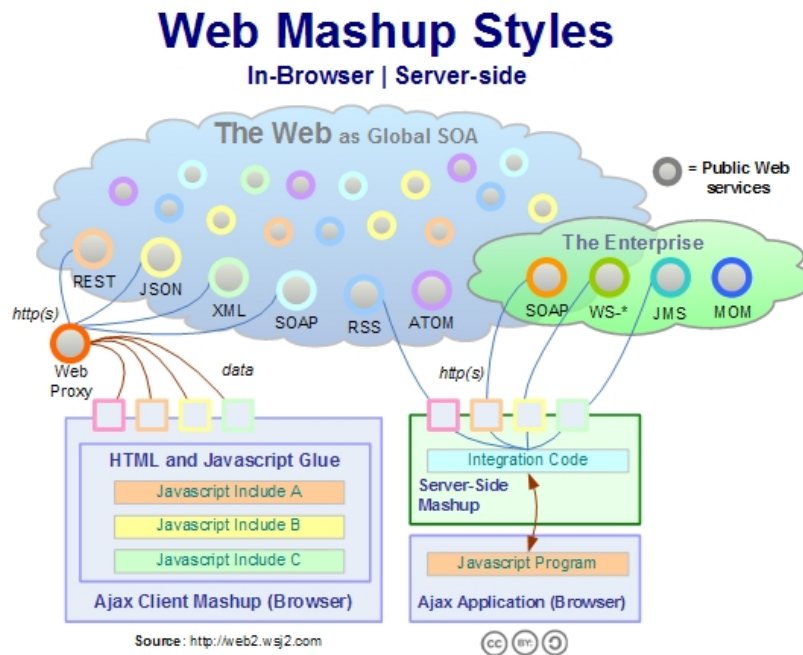 Web Mashup Styles
In-Browser | Server-side
The Web as Global SOA
= Public Web
services
The Enterprise
REST
JSON
XML
SOAP
RSS
ATOM
SOAP
WS-*
JMS
MOM
http(s)
Web
Proxy
data
http(s)
HTML and Javascript Glue
Javascript Include A
Javascript Include B
Javascript Include C
Ajax Client Mashup (Browser)
Integration Code
Server-Side
Mashup
Javascript Program
Ajax Application (Browser)
Source: http://web2.wsj2.com
cc BY: